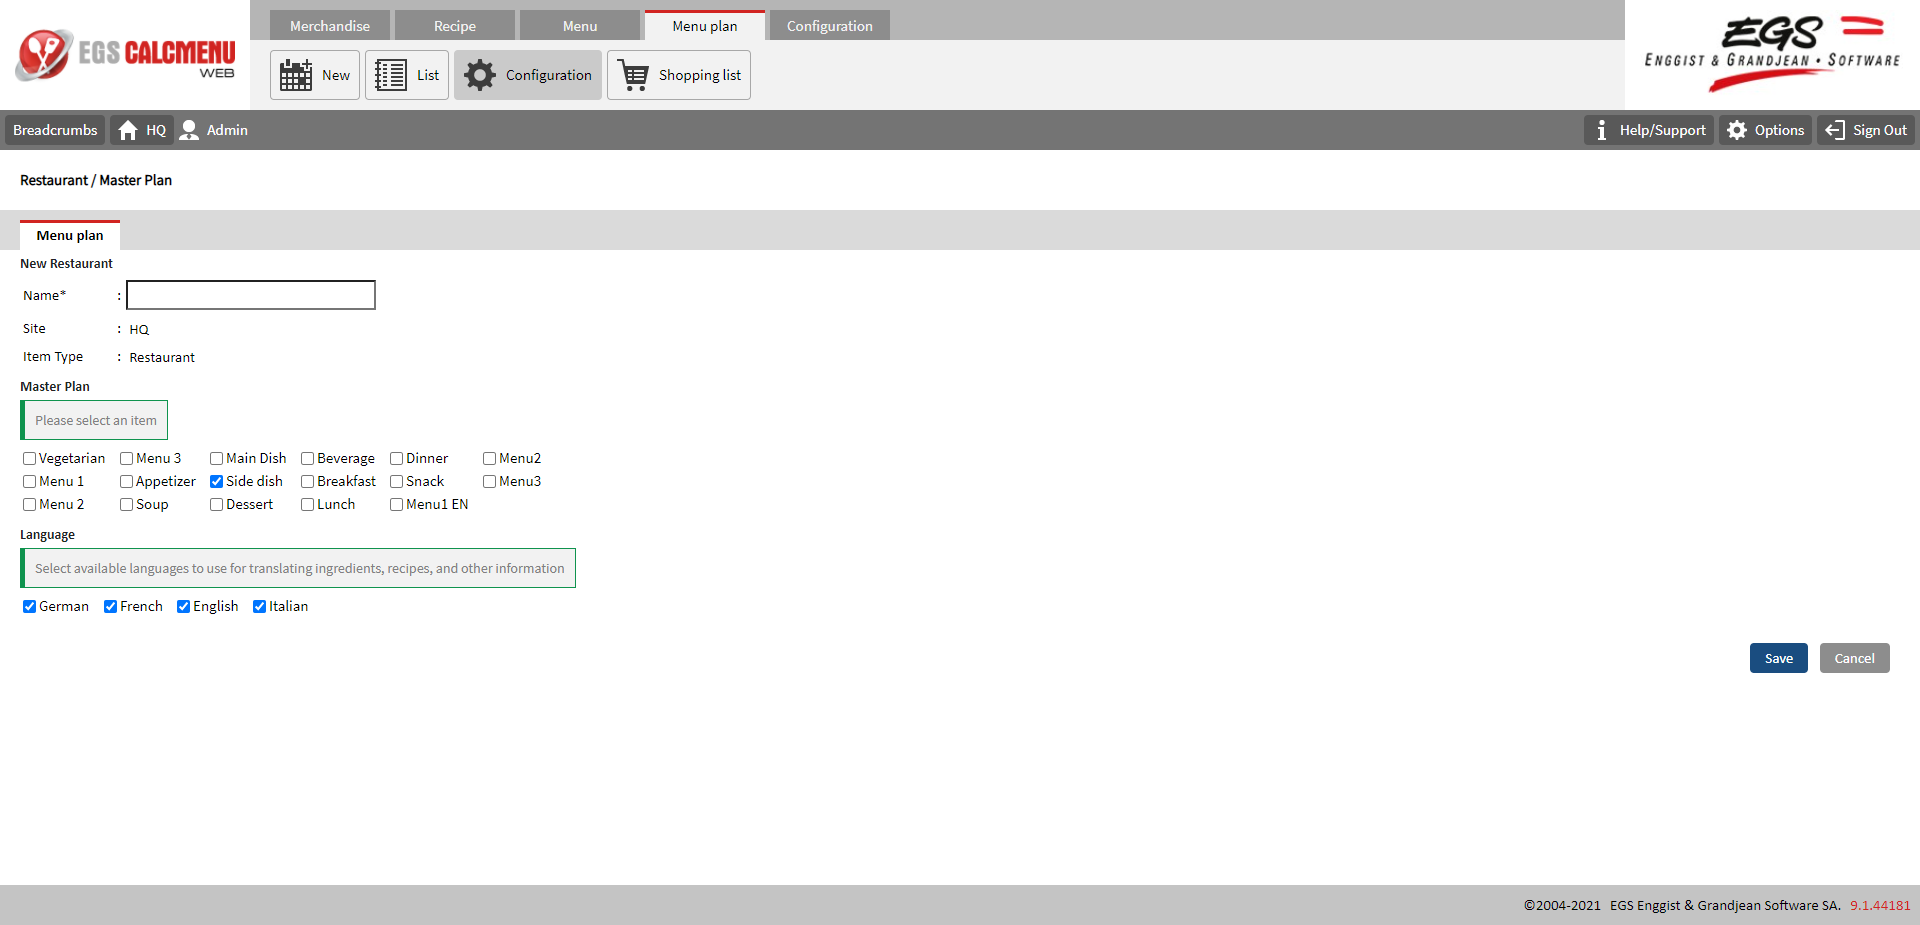 EGS CALCMENU
WEB
Merchandise Recipe Menu Menu plan Configuration
New List Configuration Shopping list
EGS
ENGGIST & GRANDJEAN • SOFTWARE
Breadcrumbs HQ Admin Help/Support Options Sign Out
Restaurant / Master Plan
Menu plan
New Restaurant
Name* :
Site : HQ
Item Type : Restaurant
Master Plan
Please select an item
Vegetarian Menu 3 Main Dish Beverage Dinner Menu2
Menu 1 Appetizer Side dish Breakfast Snack Menu3
Menu 2 Soup Dessert Lunch Menu1 EN
Language
Select available languages to use for translating ingredients, recipes, and other information
German French English Italian
Save Cancel
©2004-2021 EGS Enggist & Grandjean Software SA. 9.1.44181